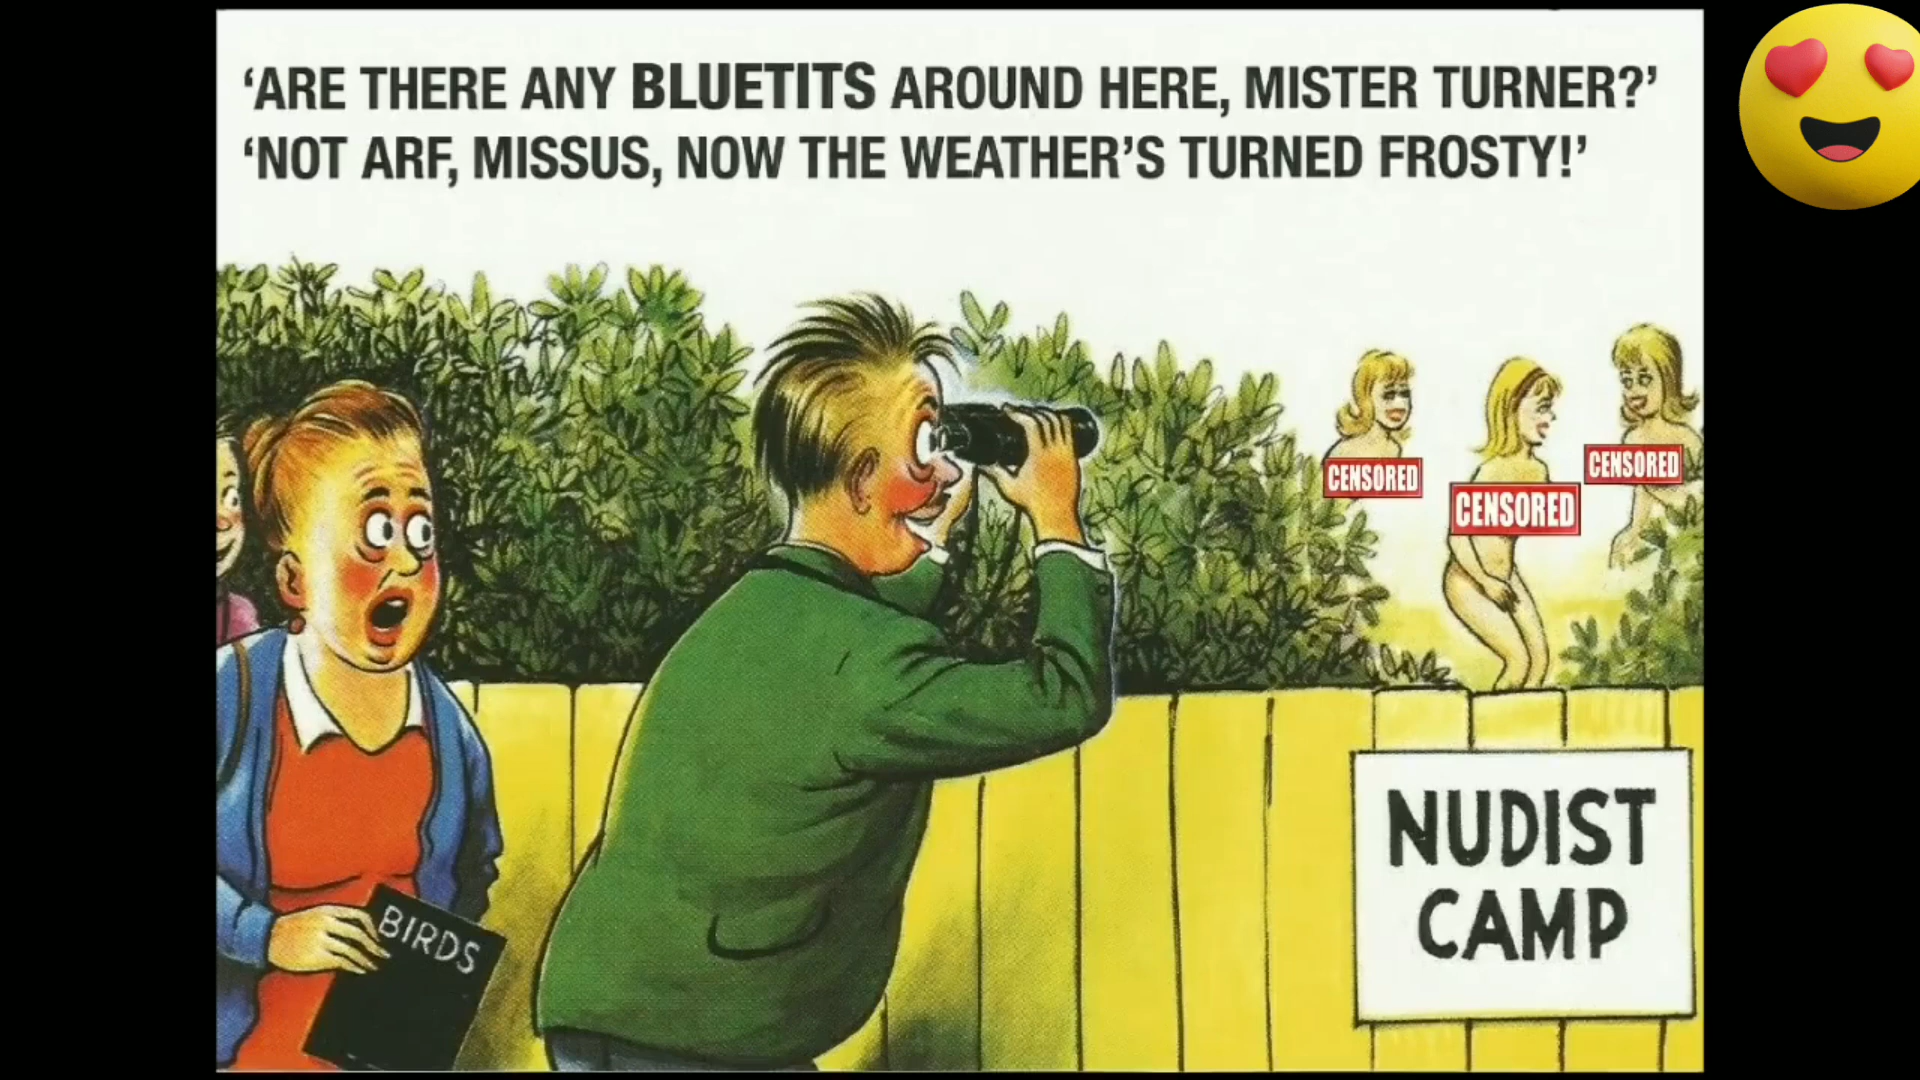 ‘ARE THERE ANY BLUETITS AROUND HERE, MISTER TURNER?’
‘NOT ARF, MISSUS, NOW THE WEATHER’S TURNED FROSTY!’
CENSORED
CENSORED
CENSORED
NUDIST
CAMP
BIRDS